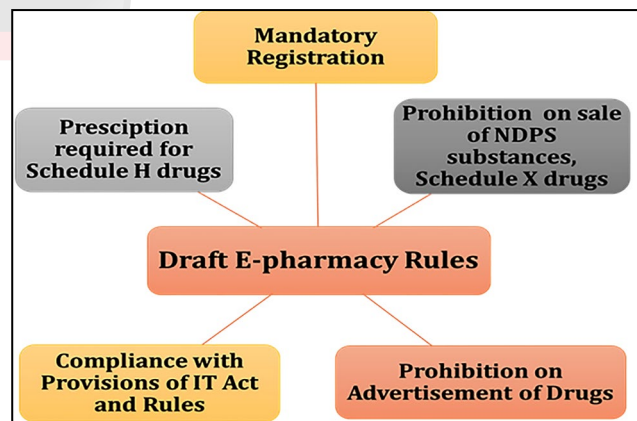 Mandatory
Registration
Presciption
required for
Schedule H drugs
Prohibition on sale
of NDPS
substances,
Schedule X drugs
Draft E-pharmacy Rules
Compliance with
Provisions of IT Act
and Rules
Prohibition on
Advertisement of Drugs